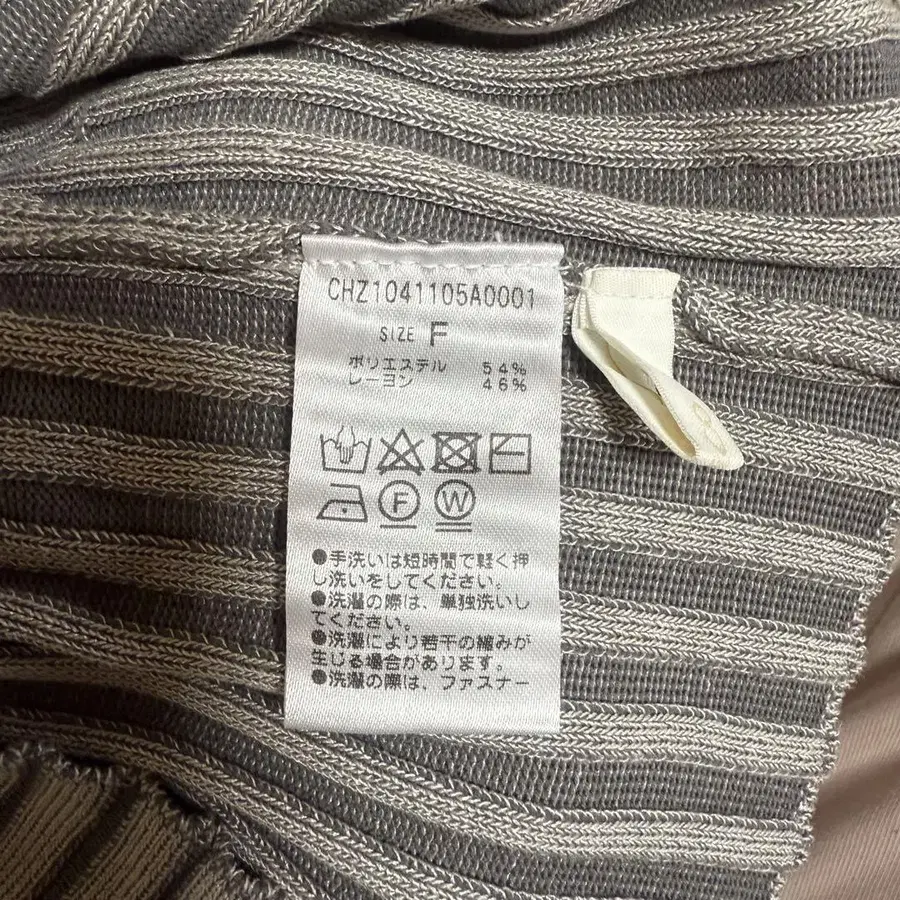 CHZ1041105A0001
SIZE F
ポリエステル 54%
レーヨン 46%
F W
●手洗いは短時間で軽く押
し洗いをしてください。
●洗濯の際は、単独洗いし
てください。
●洗濯により若干の縮みが
生じる場合があります。
●洗濯の際は、ファスナー